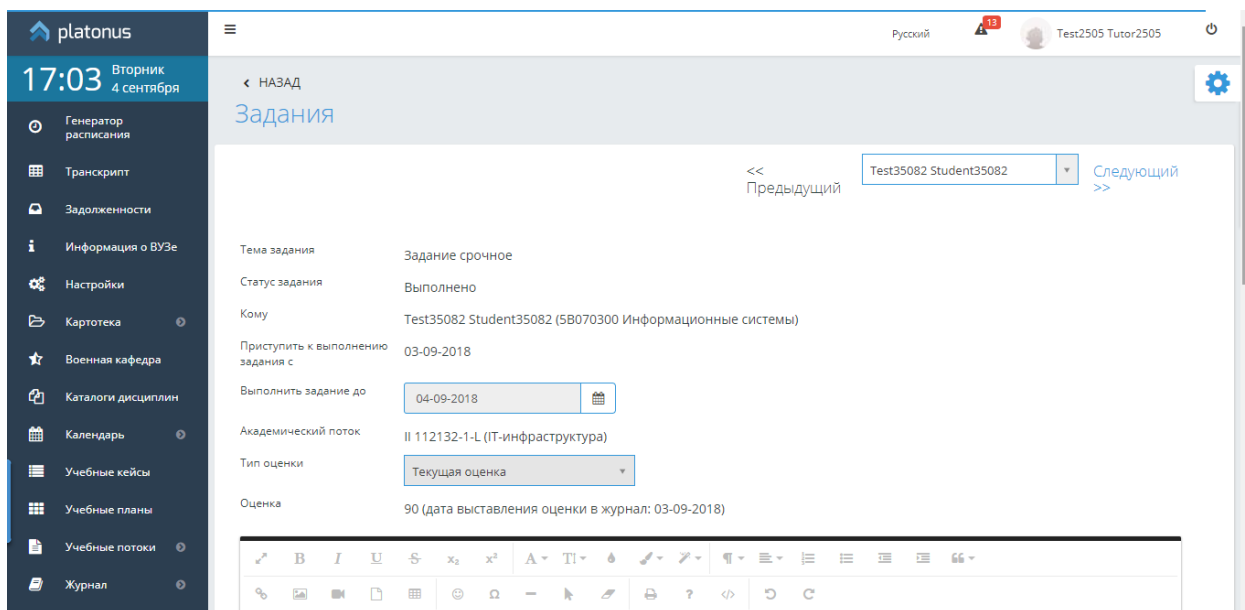 platonus
Русский
13
Test2505 Tutor2505
17:03
Вторник
4 сентября
НАЗАД
Задания
Генератор
расписания
Транскрипт
Задолженности
Информация о ВУЗе
Настройки
Картотека
Военная кафедра
Каталоги дисциплин
Календарь
Учебные кейсы
Учебные планы
Учебные потоки
Журнал
<<
Предыдущий
Test35082 Student35082
Следующий
>>
Тема задания
Задание срочное
Статус задания
Выполнено
Кому
Test35082 Student35082 (5B070300 Информационные системы)
Приступить к выполнению
задания с
03-09-2018
Выполнить задание до
04-09-2018
Академический поток
II 112132-1-L (IT-инфраструктура)
Тип оценки
Текущая оценка
Оценка
90 (дата выставления оценки в журнал: 03-09-2018)